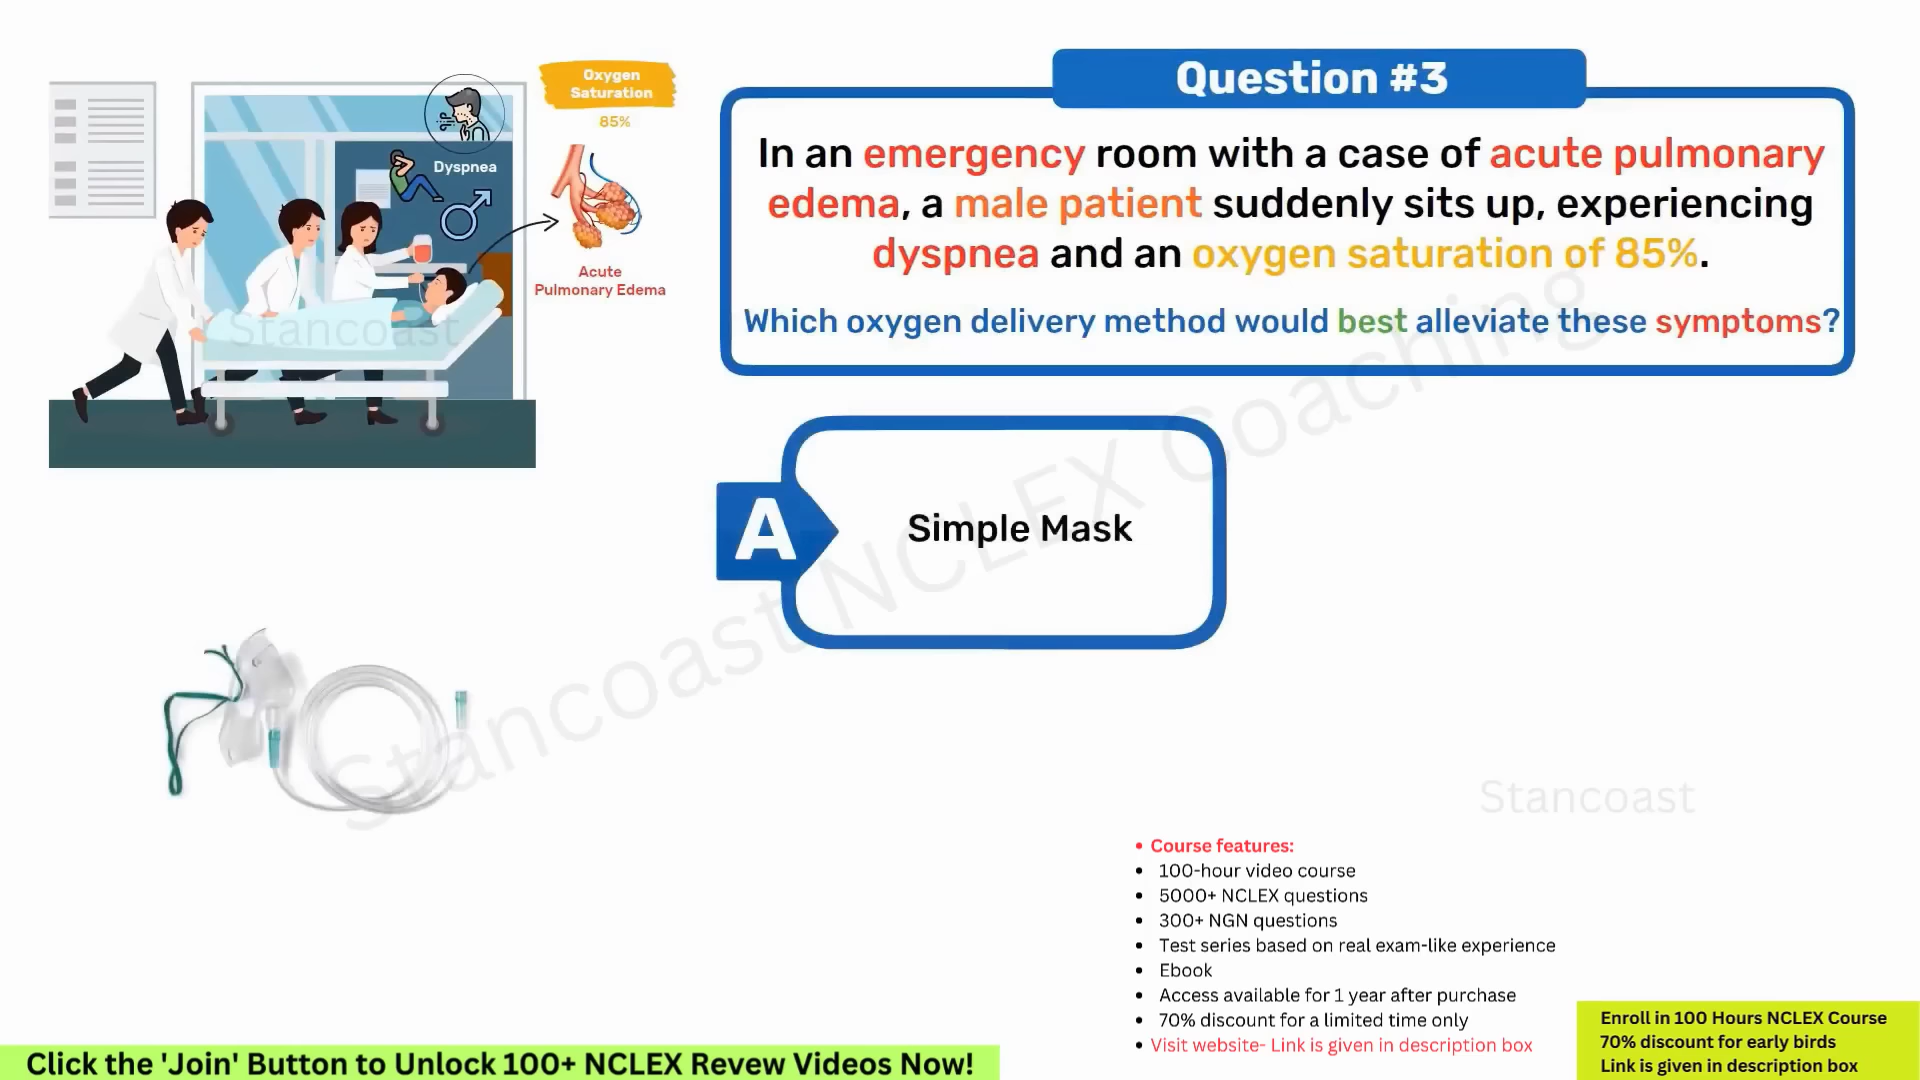 Oxygen
Saturation
85%
Dyspnea
Acute
Pulmonary Edema
Stancoast
Question #3
In an emergency room with a case of acute pulmonary
edema, a male patient suddenly sits up, experiencing
dyspnea and an oxygen saturation of 85%.
Which oxygen delivery method would best alleviate these symptoms?
A
Simple Mask
Stancoast NCLEX Coaching
Stancoast
• Course features:
• 100-hour video course
• 5000+ NCLEX questions
• 300+ NGN questions
• Test series based on real exam-like experience
• Ebook
• Access available for 1 year after purchase
• 70% discount for a limited time only
• Visit website- Link is given in description box
Enroll in 100 Hours NCLEX Course
70% discount for early birds
Link is given in description box
Click the 'Join' Button to Unlock 100+ NCLEX Revew Videos Now!